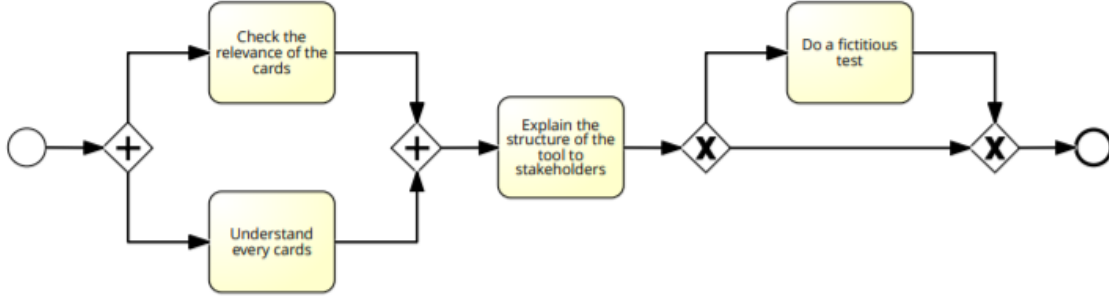 Check the
relevance of the
cards
Understand
every cards
Explain the
structure of the
tool to
stakeholders
Do a fictitious
test